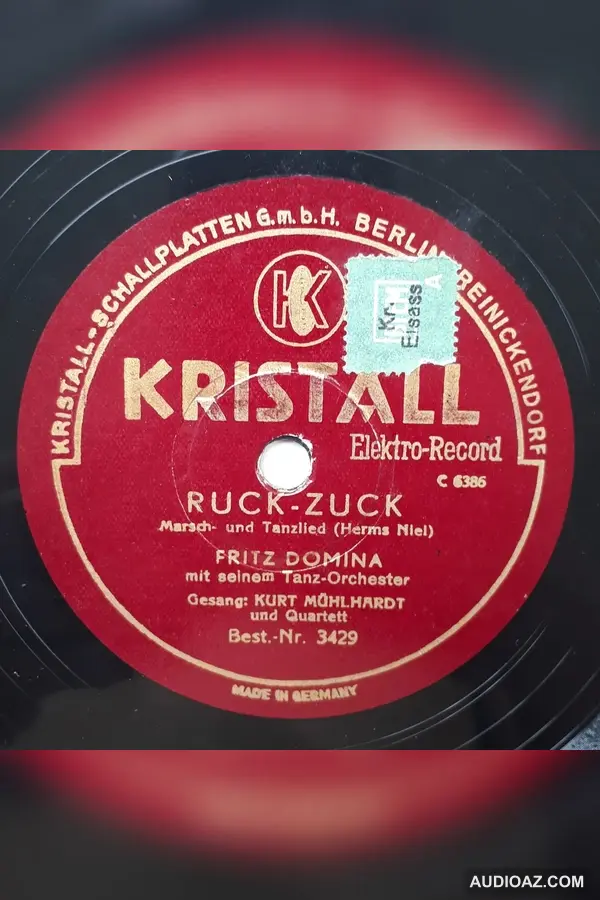 KRISTALL-SCHALLPLATTEN G.m.b.H. BERLIN-REINICKENDORF
K
A
Kr.
Elsass
KRISTALL
Elektro-Record
C 6386
RUCK-ZUCK
Marsch- und Tanzlied (Herms Niel)
FRITZ DOMINA
mit seinem Tanz-Orchester
Gesang: KURT MÜHLHARDT
und Quartett
Best.-Nr. 3429
MADE IN GERMANY
AUDIOAZ.COM